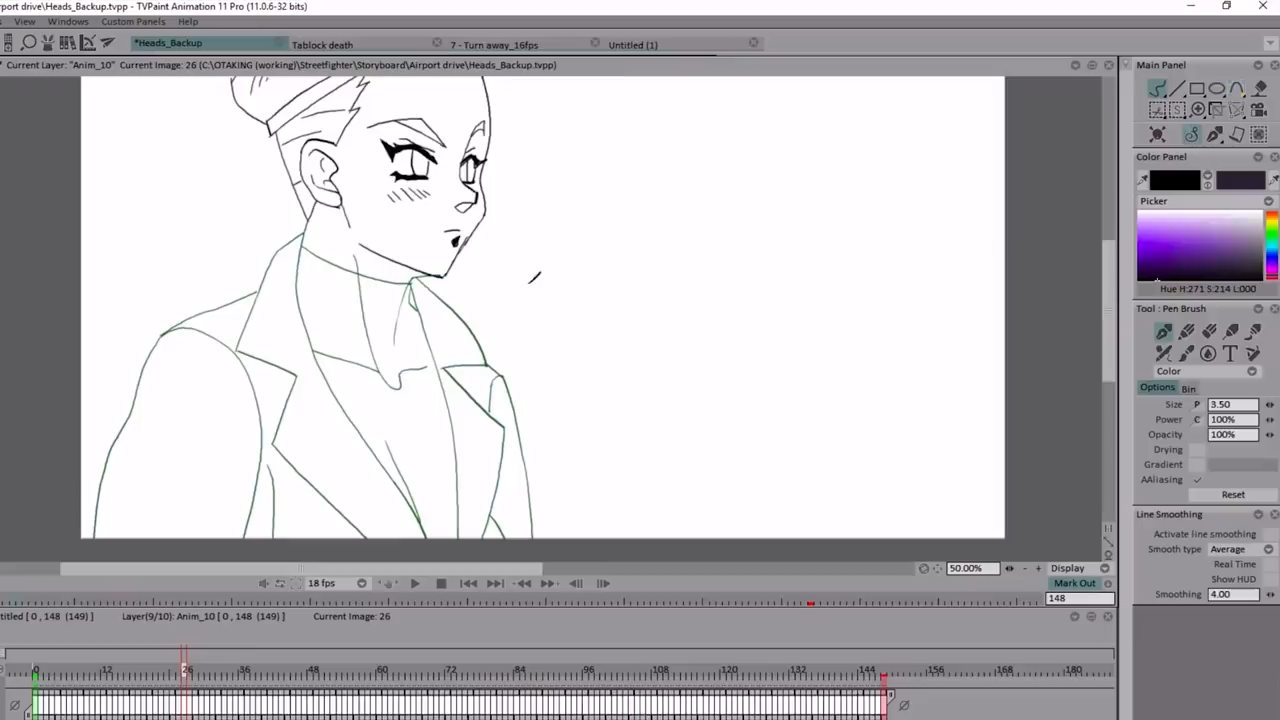 port drive\Heads_Backup.tvpp - TVPaint Animation 11 Pro (11.0.6-32 bits)
View Windows Custom Panels Help
*Heads_Backup Tablock death 7 - Turn away_16fps Untitled (1)
Current Layer: "Anim_10" Current Image: 26 (C:\OTAKING (working)\Streetfighter\Storyboard\Airport drive\Heads_Backup.tvpp)
Main Panel
Color Panel
Picker
Hue H:271 S:214 L:000
Tool : Pen Brush
T
Color
Options Bin
Size P 3.50
Power C 100%
Opacity 100%
Drying
Gradient
AAliasing
Reset
Line Smoothing
Activate line smoothing
Smooth type Average
Real Time
Show HUD
Smoothing 4.00
18 fps 50.00% Display
Mark Out
148
ntitled [ 0 , 148 (149) ] Layer(9/10): Anim_10 [ 0 , 148 (149) ] Current Image: 26
0 12 26 36 48 60 72 84 96 108 120 132 144 156 168 180